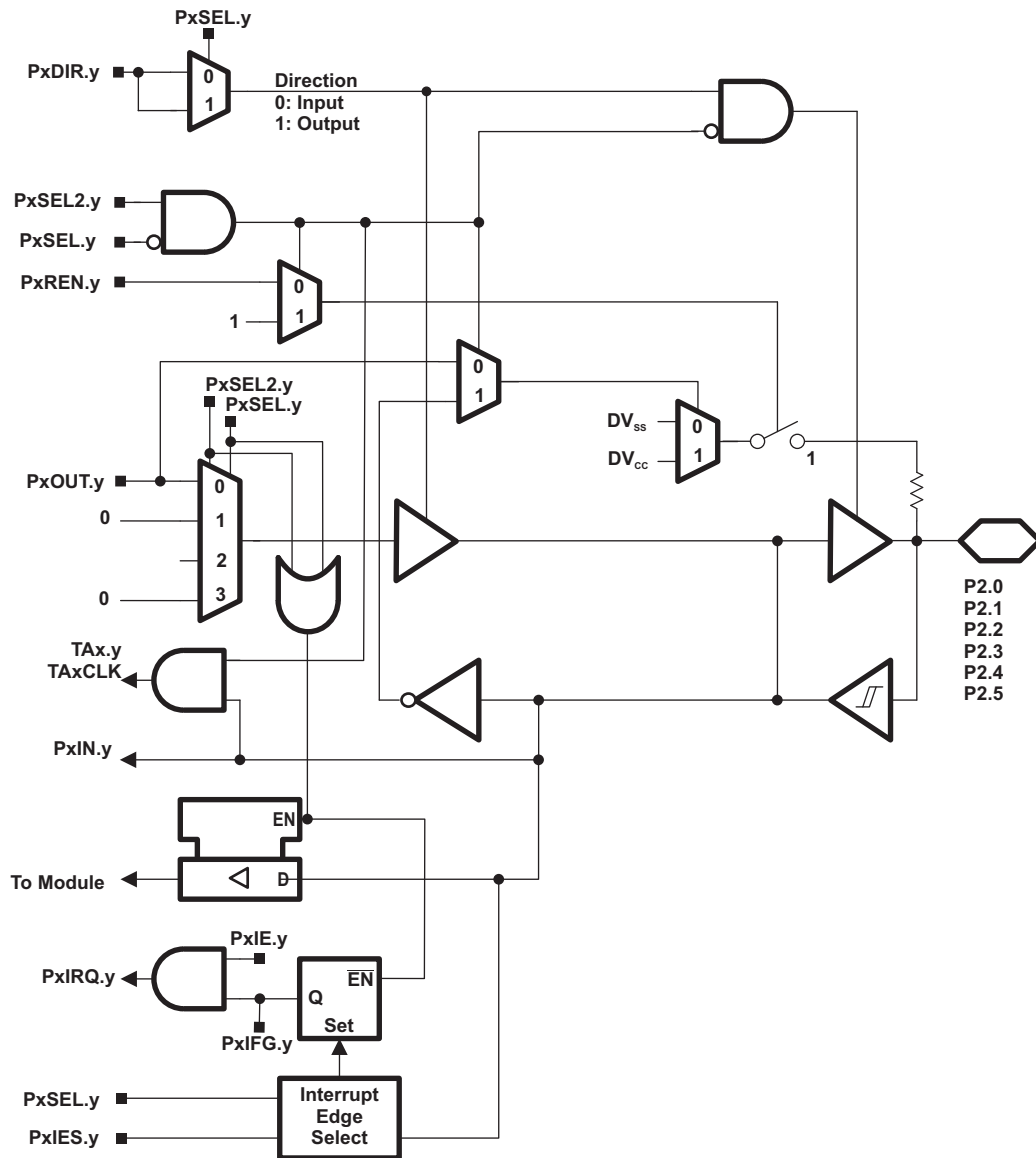 PxSEL.y
PxDIR.y
0
1
Direction
0: Input
1: Output
PxSEL2.y
PxSEL.y
PxREN.y
0
1
1
0
1
PxSEL2.y
PxSEL.y
DVSS
0
DVCC
1
1
PxOUT.y
0
0
1
2
0
3
P2.0
P2.1
P2.2
P2.3
P2.4
P2.5
TAx.y
TAxCLK
PxIN.y
EN
To Module
D
PxIE.y
PxIRQ.y
EN
Q
Set
PxIFG.y
PxSEL.y
PxIES.y
Interrupt
Edge
Select